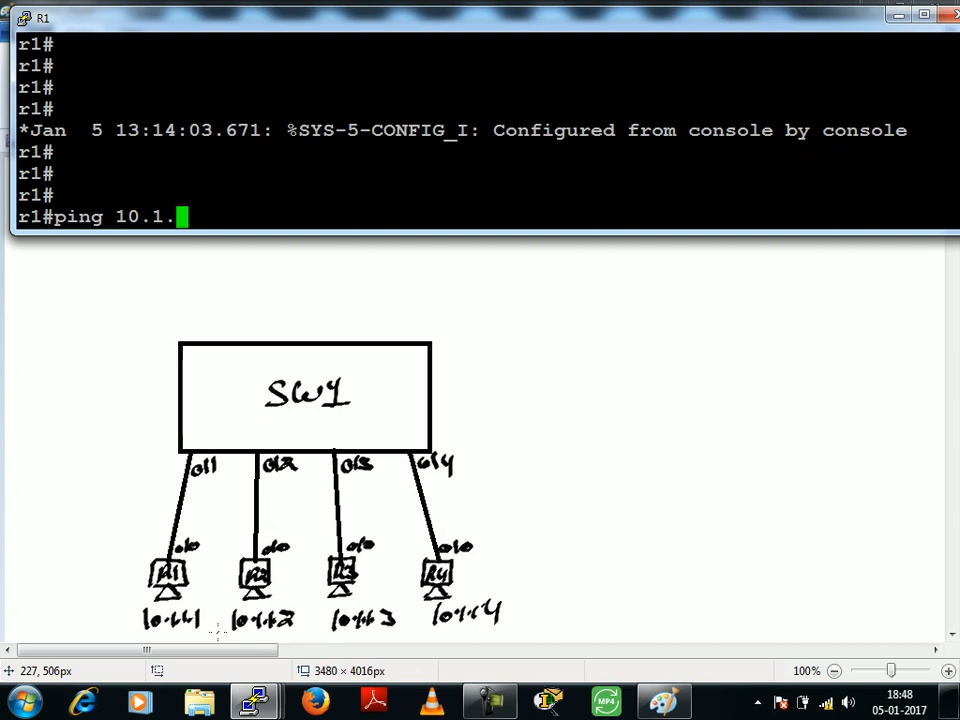 R1
r1#
r1#
r1#
r1#
*Jan  5 13:14:03.671: %SYS-5-CONFIG_I: Configured from console by console
r1#
r1#
r1#
r1#ping 10.1.
SW1
0/1 0/2 0/3 0/4
0/0 0/0 0/0 0/0
R1 R2 R3 R4
10.1.1.1 10.1.1.2 10.1.1.3 10.1.1.4
227, 506px
3480 × 4016px
100%
MP4
18:48
05-01-2017